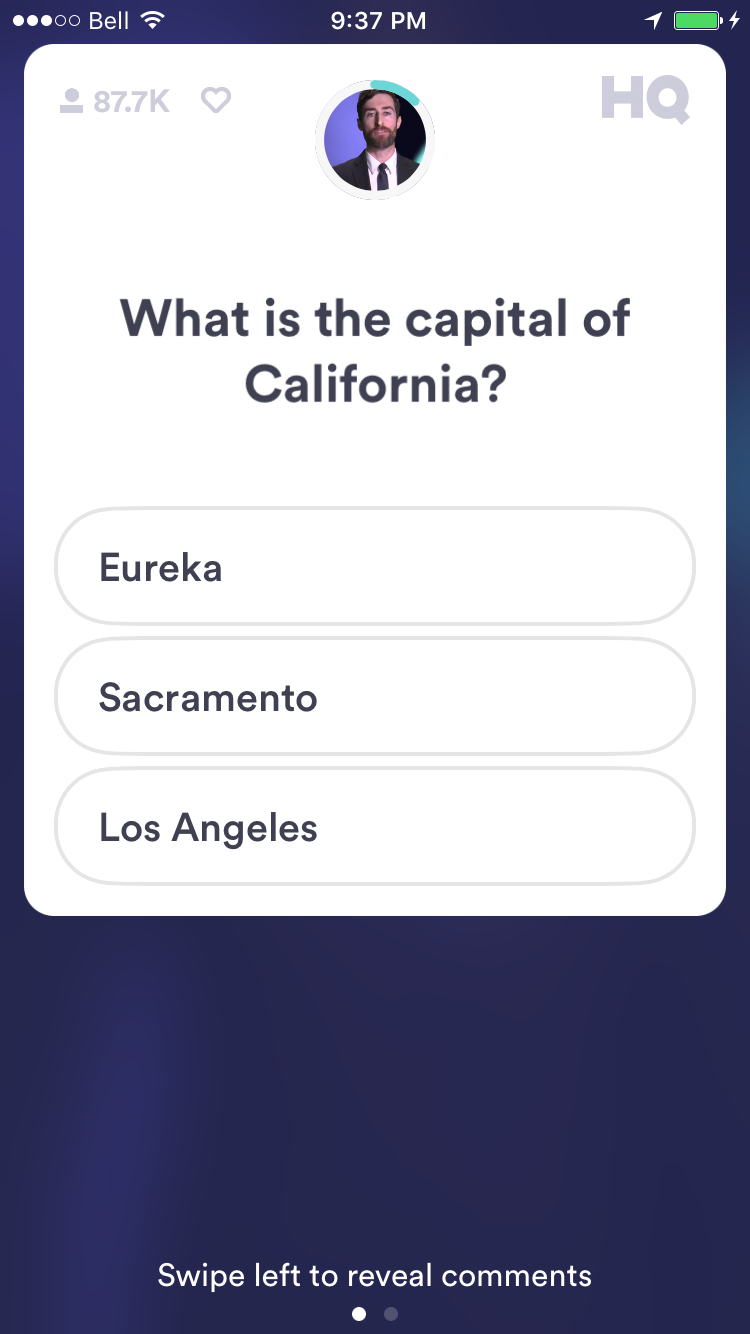 Bell 9:37 PM
87.7K HQ
What is the capital of
California?
Eureka
Sacramento
Los Angeles
Swipe left to reveal comments